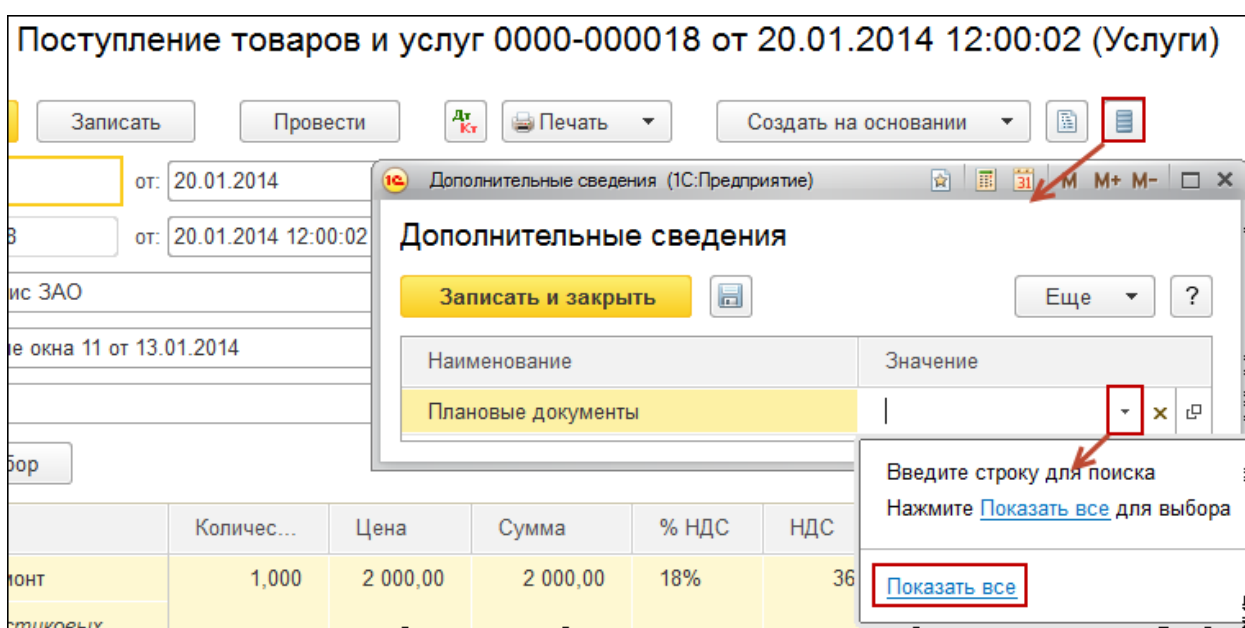 Поступление товаров и услуг 0000-000018 от 20.01.2014 12:00:02 (Услуги)
Записать Провести Дт Кт Печать Создать на основании
от: 20.01.2014
1С Дополнительные сведения (1С:Предприятие) 31 M M+ M-
от: 20.01.2014 12:00:02
Дополнительные сведения
ис ЗАО
Записать и закрыть Еще ?
е окна 11 от 13.01.2014
Наименование Значение
Плановые документы
бор
Введите строку для поиска
Нажмите Показать все для выбора
Количес... Цена Сумма % НДС НДС
монт 1,000 2 000,00 2 000,00 18% 36
Показать все